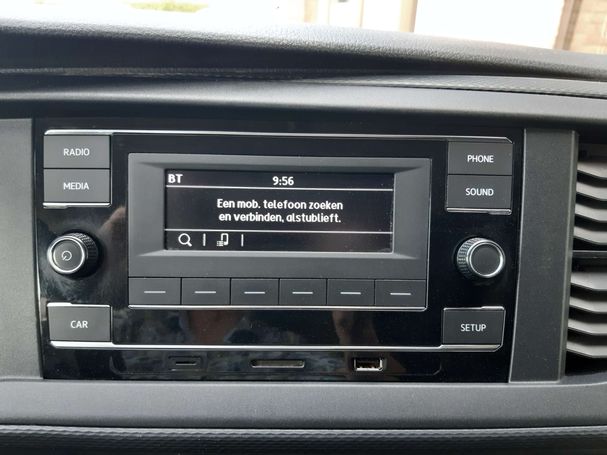 RADIO
MEDIA
BT 9:56
Een mob. telefoon zoeken
en verbinden, alstublieft.
PHONE
SOUND
CAR
SETUP